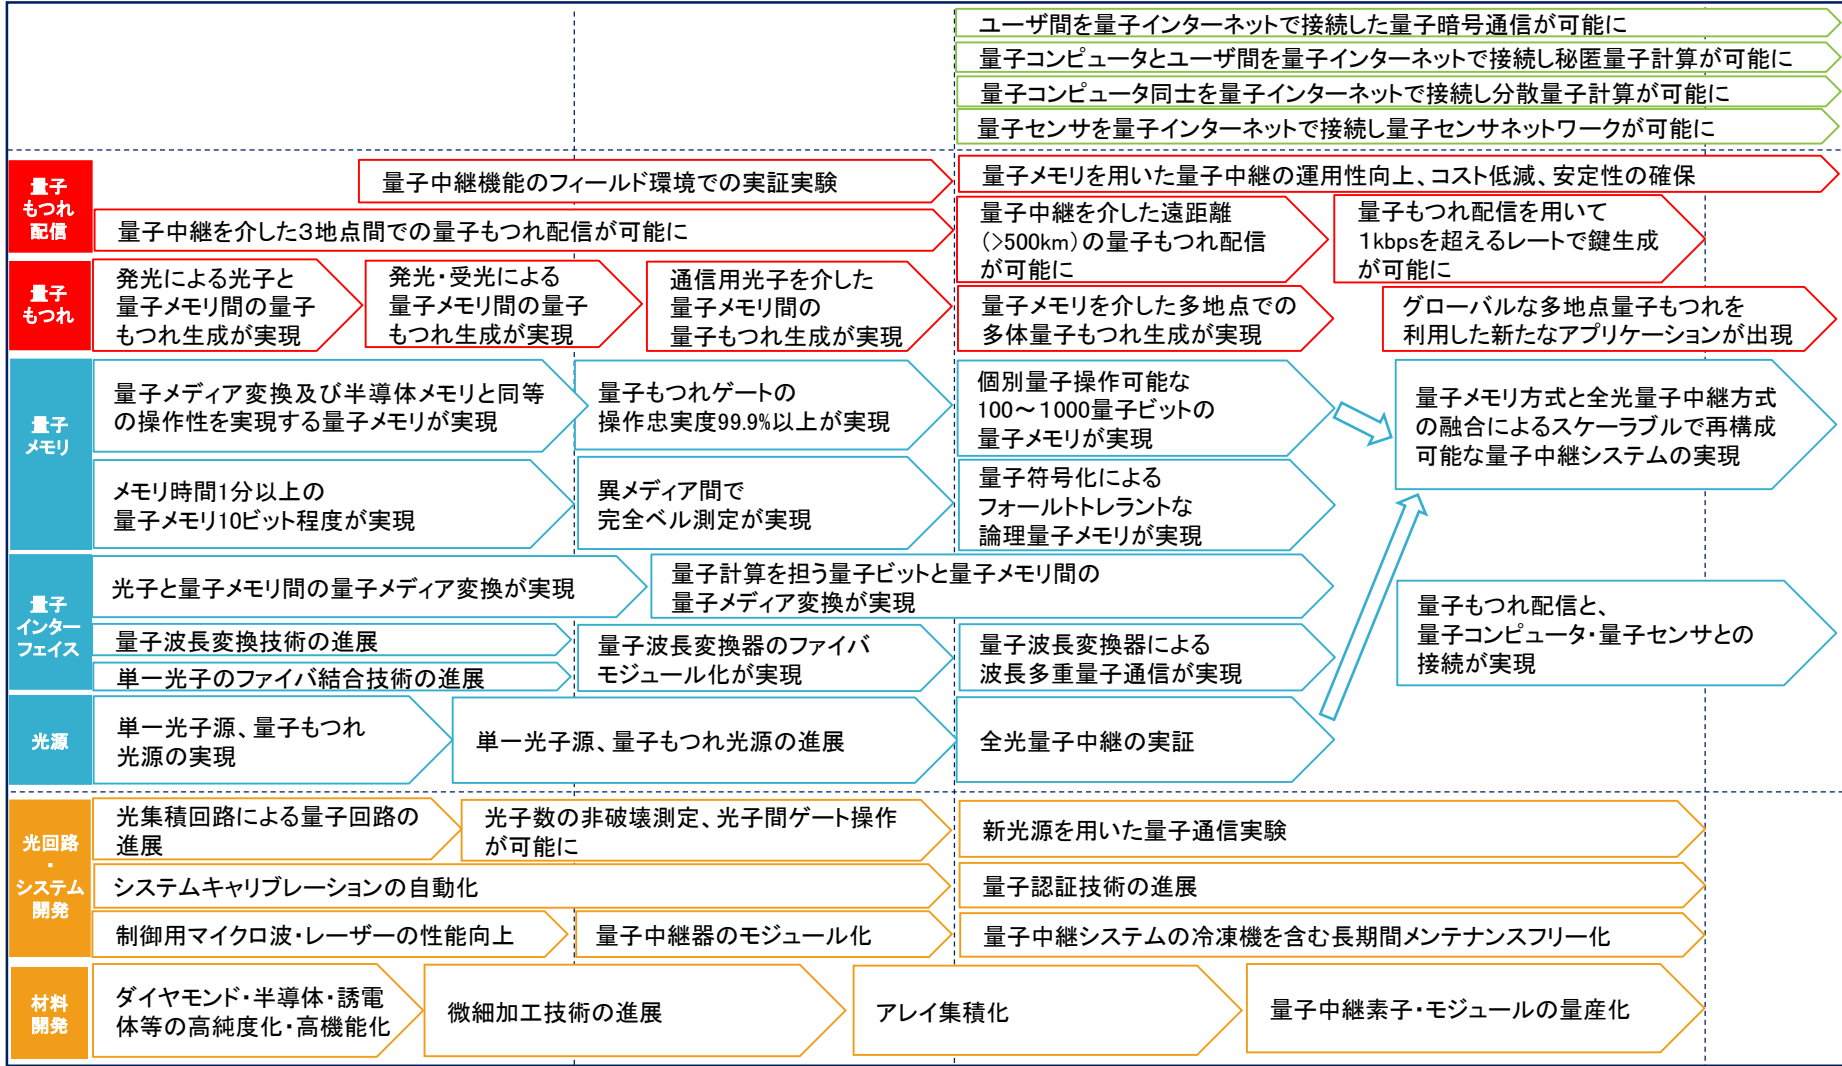 ユーザ間を量子インターネットで接続した量子暗号通信が可能に
量子コンピュータとユーザ間を量子インターネットで接続し秘匿量子計算が可能に
量子コンピュータ同士を量子インターネットで接続し分散量子計算が可能に
量子センサを量子インターネットで接続し量子センサネットワークが可能に
量子
もつれ
配信
量子中継機能のフィールド環境での実証実験
量子メモリを用いた量子中継の運用性向上、コスト低減、安定性の確保
量子中継を介した3地点間での量子もつれ配信が可能に
量子中継を介した遠距離
(>500km)の量子もつれ配信
が可能に
量子もつれ配信を用いて
1kbpsを超えるレートで鍵生成
が可能に
量子
もつれ
発光による光子と
量子メモリ間の量子
もつれ生成が実現
発光・受光による
量子メモリ間の量子
もつれ生成が実現
通信用光子を介した
量子メモリ間の
量子もつれ生成が実現
量子メモリを介した多地点での
多体量子もつれ生成が実現
グローバルな多地点量子もつれを
利用した新たなアプリケーションが出現
量子
メモリ
量子メディア変換及び半導体メモリと同等
の操作性を実現する量子メモリが実現
量子もつれゲートの
操作忠実度99.9%以上が実現
個別量子操作可能な
100~1000量子ビットの
量子メモリが実現
量子メモリ方式と全光量子中継方式
の融合によるスケーラブルで再構成
可能な量子中継システムの実現
メモリ時間1分以上の
量子メモリ10ビット程度が実現
異メディア間で
完全ベル測定が実現
量子符号化による
フォールトトレラントな
論理量子メモリが実現
量子
インター
フェイス
光子と量子メモリ間の量子メディア変換が実現
量子計算を担う量子ビットと量子メモリ間の
量子メディア変換が実現
量子もつれ配信と、
量子コンピュータ・量子センサとの
接続が実現
量子波長変換技術の進展
単一光子のファイバ結合技術の進展
量子波長変換器のファイバ
モジュール化が実現
量子波長変換器による
波長多重量子通信が実現
光源
単一光子源、量子もつれ
光源の実現
単一光子源、量子もつれ光源の進展
全光量子中継の実証
光回路
・
システム
開発
光集積回路による量子回路の
進展
光子数の非破壊測定、光子間ゲート操作
が可能に
新光源を用いた量子通信実験
システムキャリブレーションの自動化
量子認証技術の進展
制御用マイクロ波・レーザーの性能向上
量子中継器のモジュール化
量子中継システムの冷凍機を含む長期間メンテナンスフリー化
材料
開発
ダイヤモンド・半導体・誘電
体等の高純度化・高機能化
微細加工技術の進展
アレイ集積化
量子中継素子・モジュールの量産化